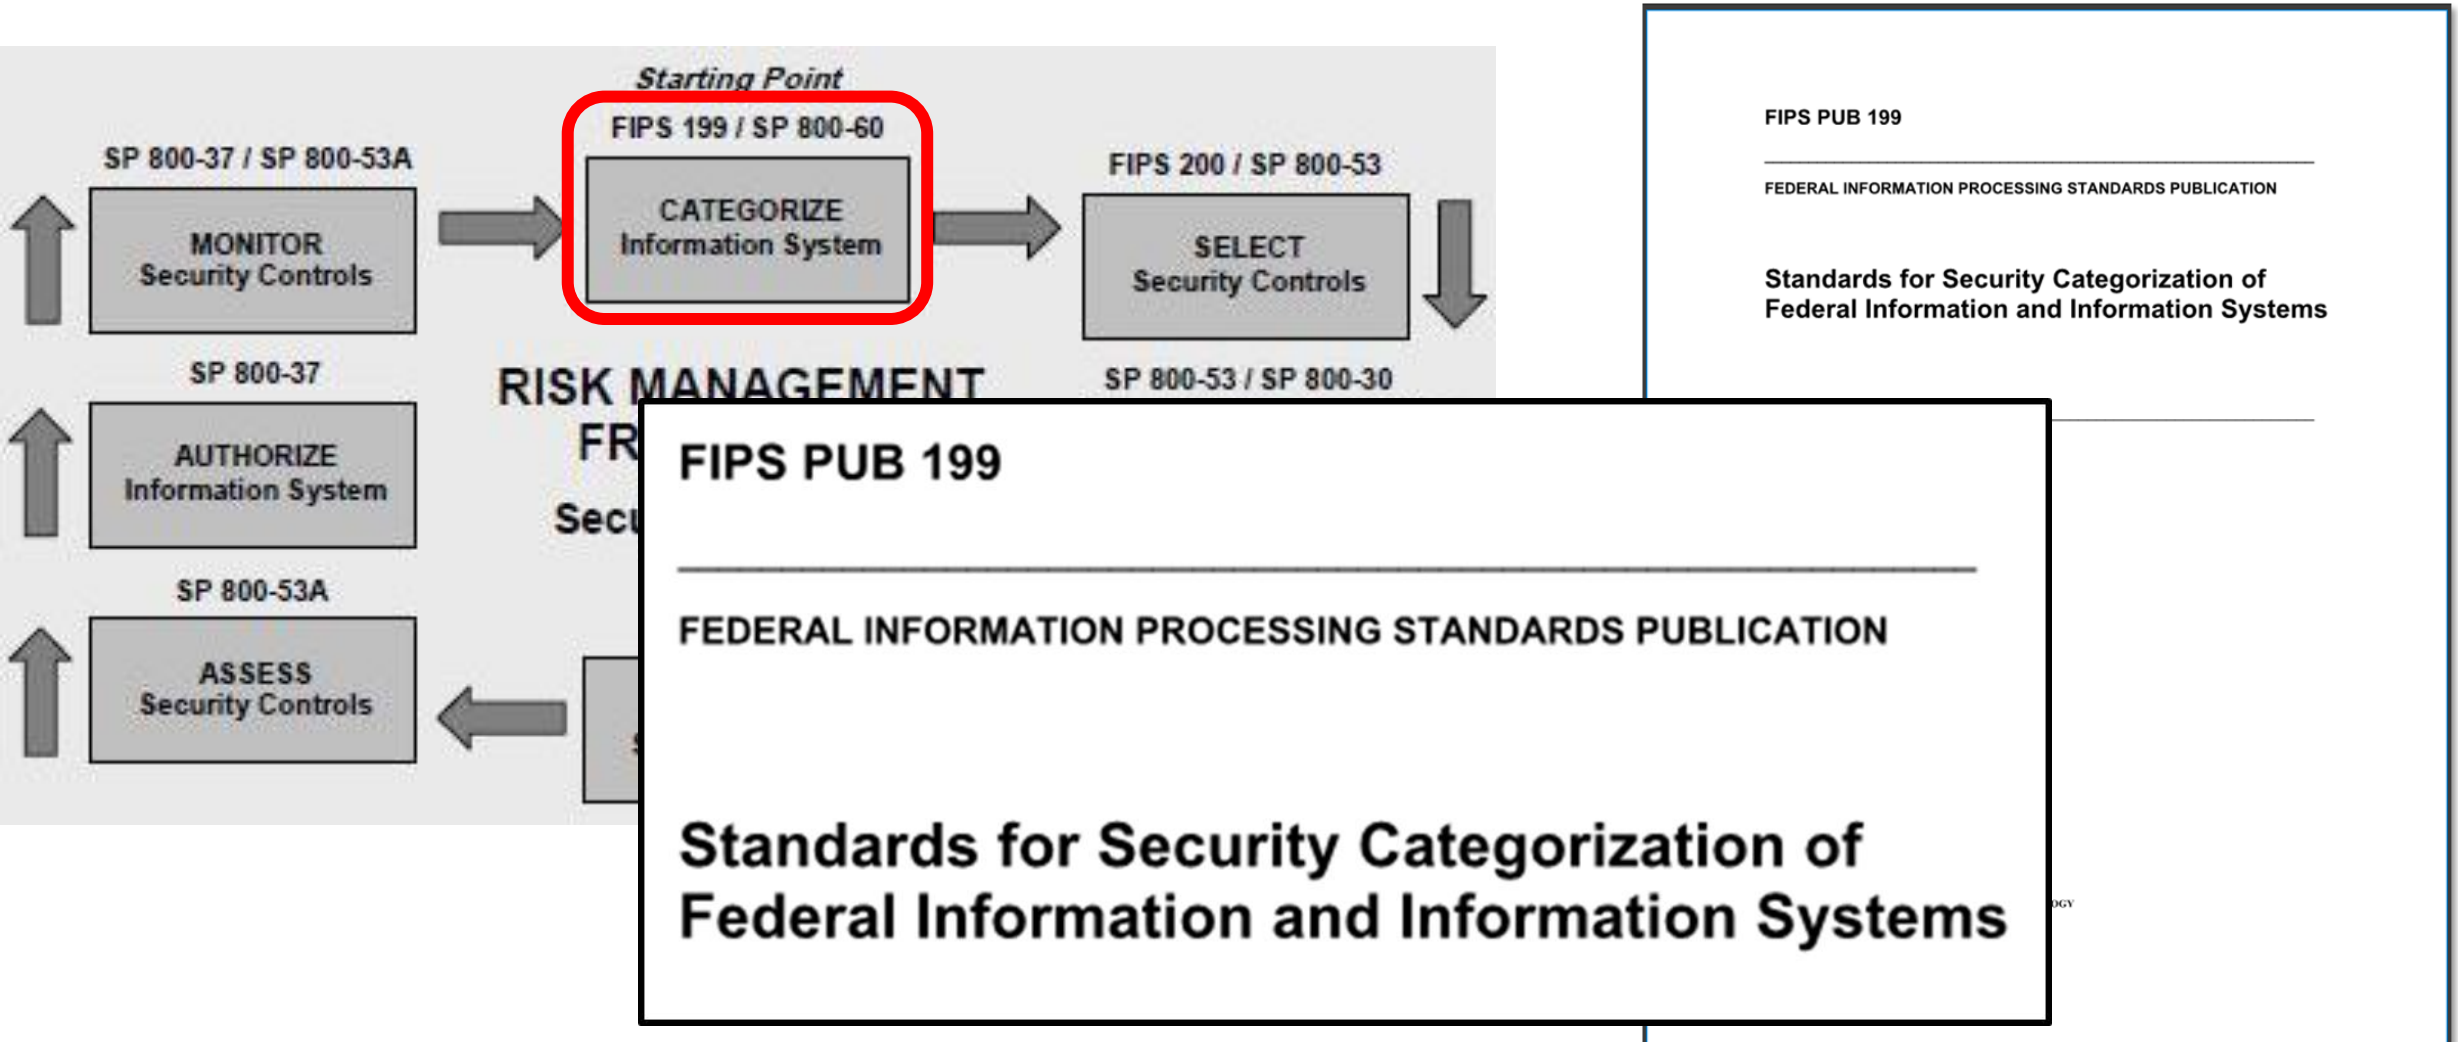 Starting Point
FIPS 199 / SP 800-60
CATEGORIZE
Information System
SP 800-37 / SP 800-53A
MONITOR
Security Controls
FIPS 200 / SP 800-53
SELECT
Security Controls
SP 800-37
AUTHORIZE
Information System
RISK MANAGEMENT
FR
Secu
SP 800-53 / SP 800-30
SP 800-53A
ASSESS
Security Controls
FIPS PUB 199
FEDERAL INFORMATION PROCESSING STANDARDS PUBLICATION
Standards for Security Categorization of
Federal Information and Information Systems
FIPS PUB 199
FEDERAL INFORMATION PROCESSING STANDARDS PUBLICATION
Standards for Security Categorization of
Federal Information and Information Systems
OGY